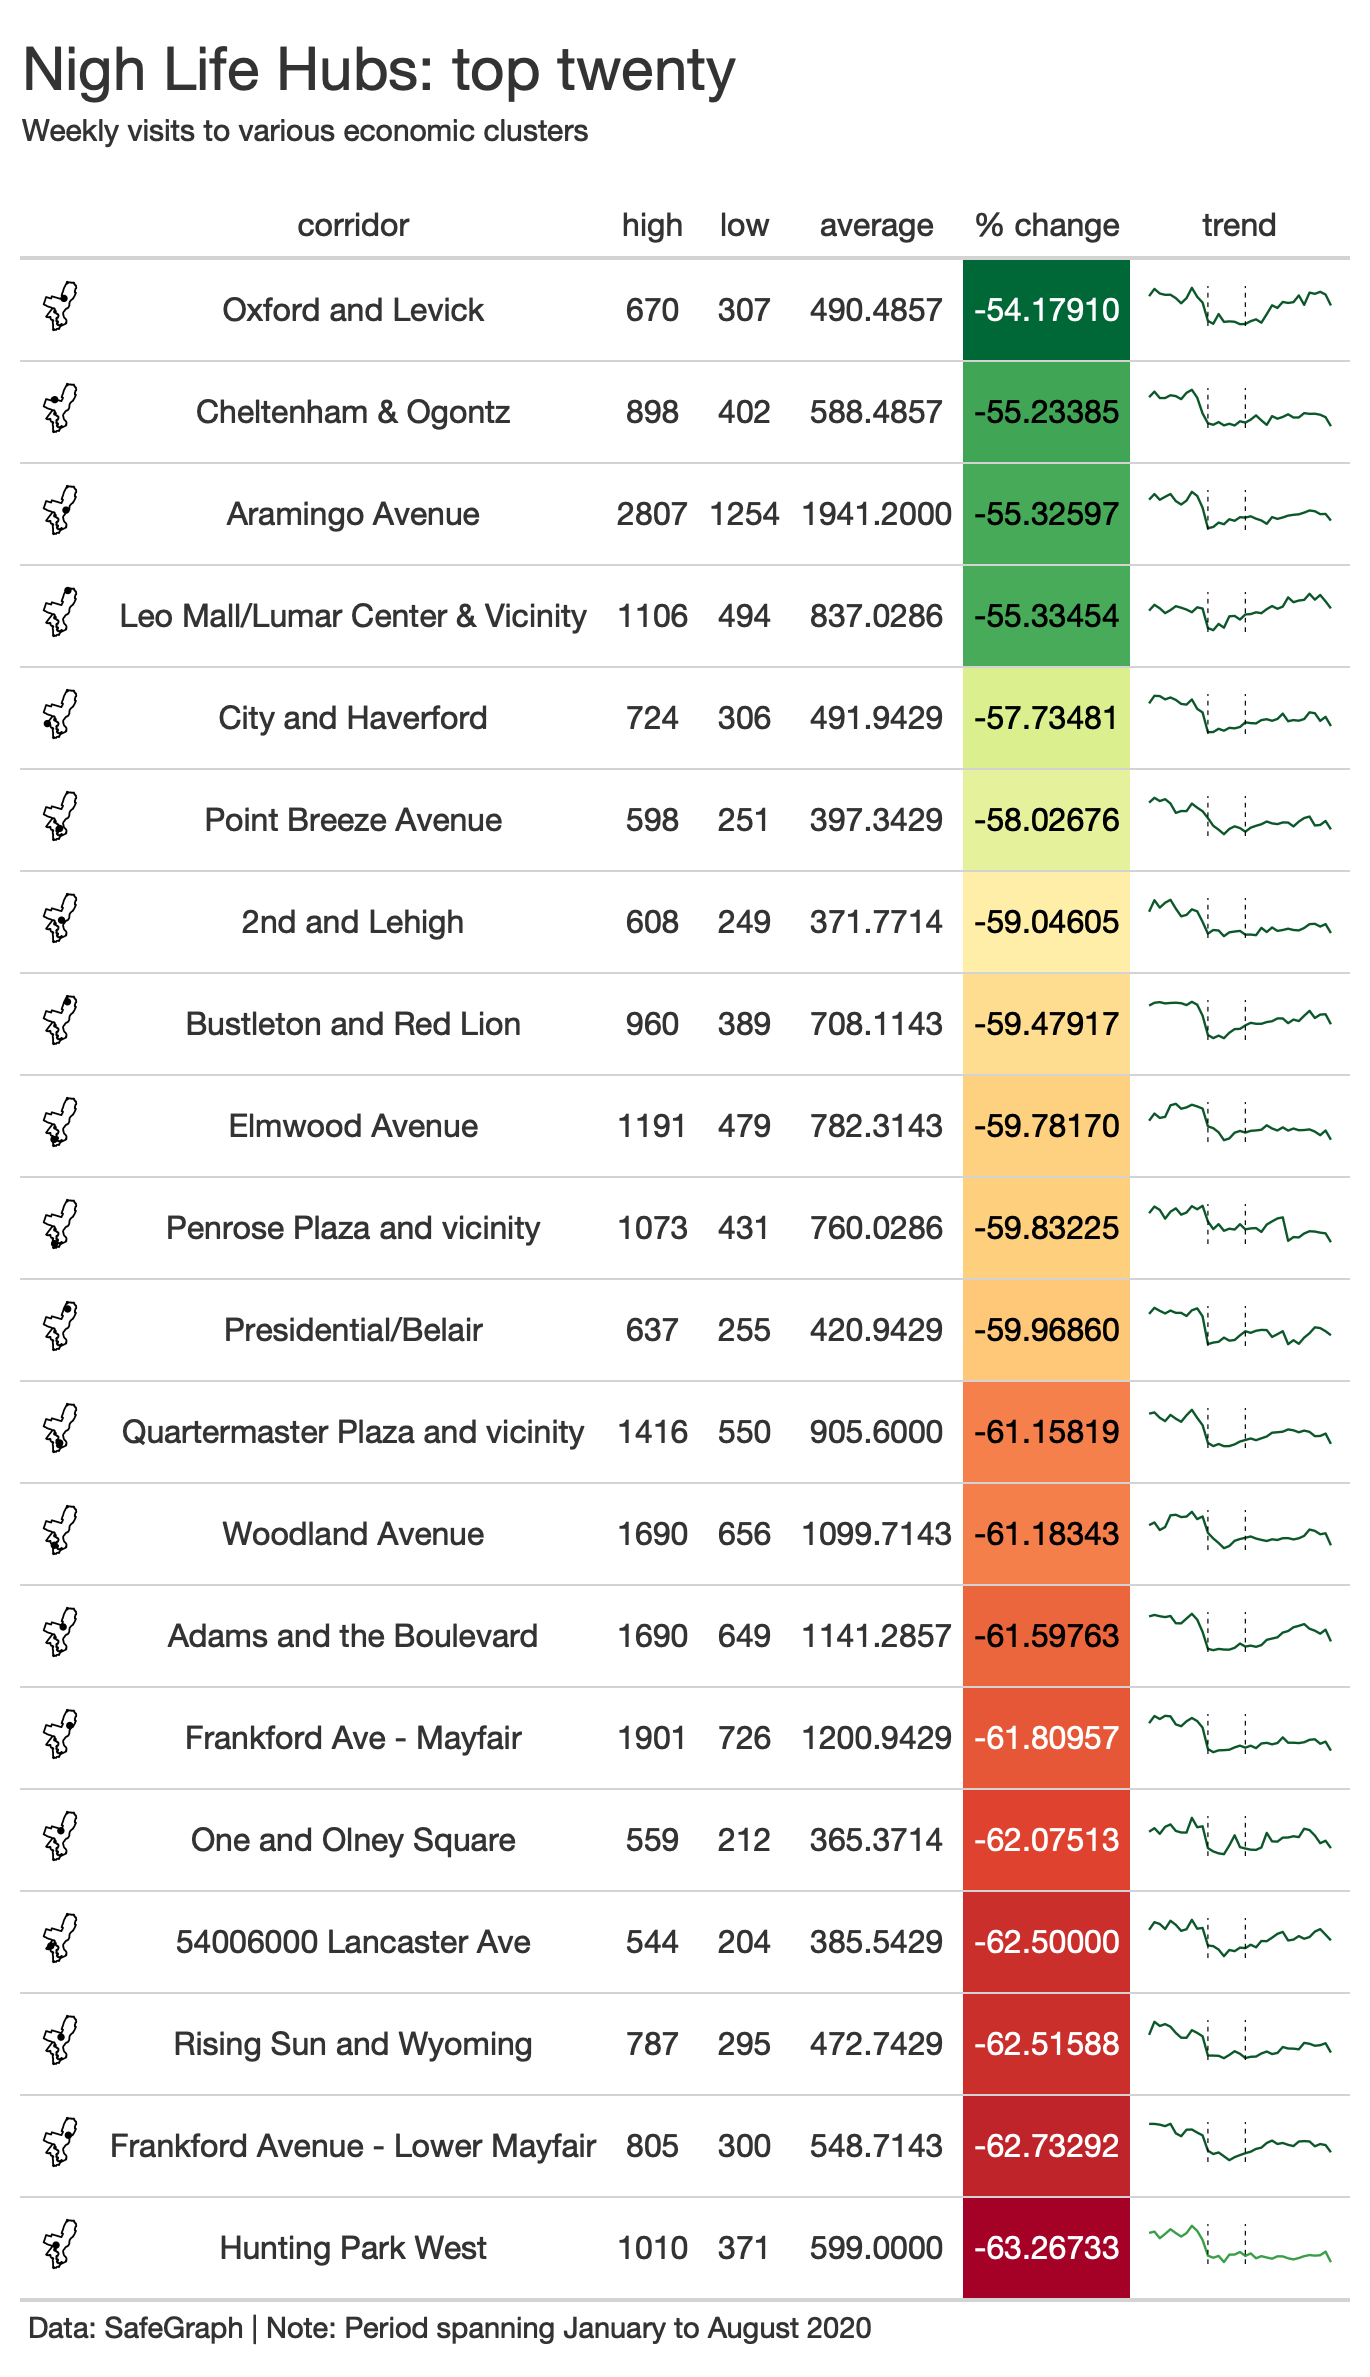 Nigh Life Hubs: top twenty
Weekly visits to various economic clusters
corridor high low average % change trend
Oxford and Levick 670 307 490.4857 -54.17910
Cheltenham & Ogontz 898 402 588.4857 -55.23385
Aramingo Avenue 2807 1254 1941.2000 -55.32597
Leo Mall/Lumar Center & Vicinity 1106 494 837.0286 -55.33454
City and Haverford 724 306 491.9429 -57.73481
Point Breeze Avenue 598 251 397.3429 -58.02676
2nd and Lehigh 608 249 371.7714 -59.04605
Bustleton and Red Lion 960 389 708.1143 -59.47917
Elmwood Avenue 1191 479 782.3143 -59.78170
Penrose Plaza and vicinity 1073 431 760.0286 -59.83225
Presidential/Belair 637 255 420.9429 -59.96860
Quartermaster Plaza and vicinity 1416 550 905.6000 -61.15819
Woodland Avenue 1690 656 1099.7143 -61.18343
Adams and the Boulevard 1690 649 1141.2857 -61.59763
Frankford Ave - Mayfair 1901 726 1200.9429 -61.80957
One and Olney Square 559 212 365.3714 -62.07513
54006000 Lancaster Ave 544 204 385.5429 -62.50000
Rising Sun and Wyoming 787 295 472.7429 -62.51588
Frankford Avenue - Lower Mayfair 805 300 548.7143 -62.73292
Hunting Park West 1010 371 599.0000 -63.26733
Data: SafeGraph | Note: Period spanning January to August 2020